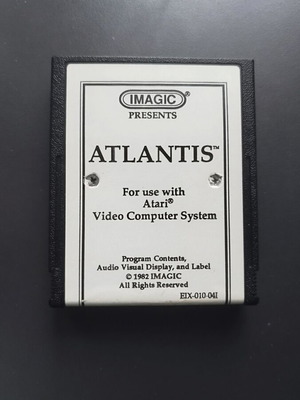 IMAGIC®
PRESENTS
ATLANTIS™
For use with
Atari®
Video Computer System
Program Contents,
Audio Visual Display, and Label
© 1982 IMAGIC
All Rights Reserved
EIX-010-04I